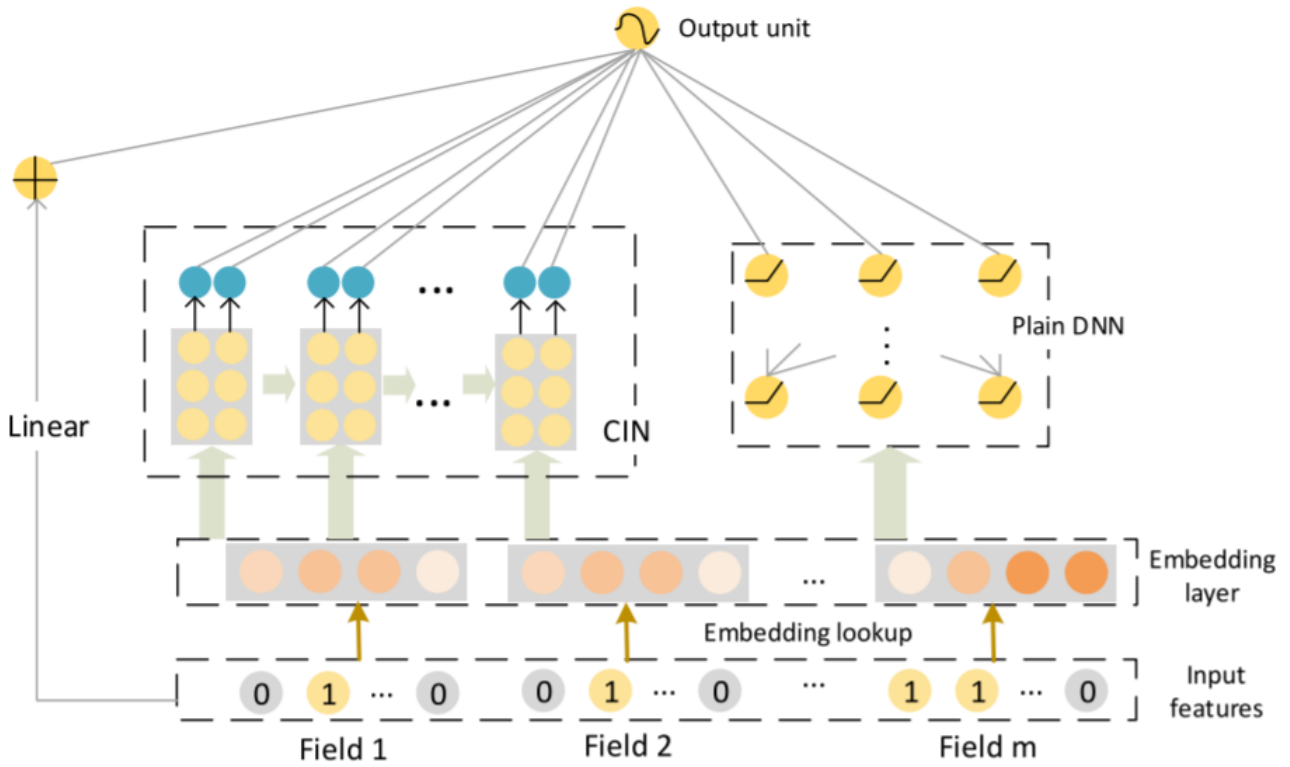 Output unit
Plain DNN
Linear
CIN
...
...
Embedding
layer
...
Embedding lookup
0 1 ... 0
0 1 ... 0
...
1 1 ... 0
Input
features
Field 1
Field 2
Field m